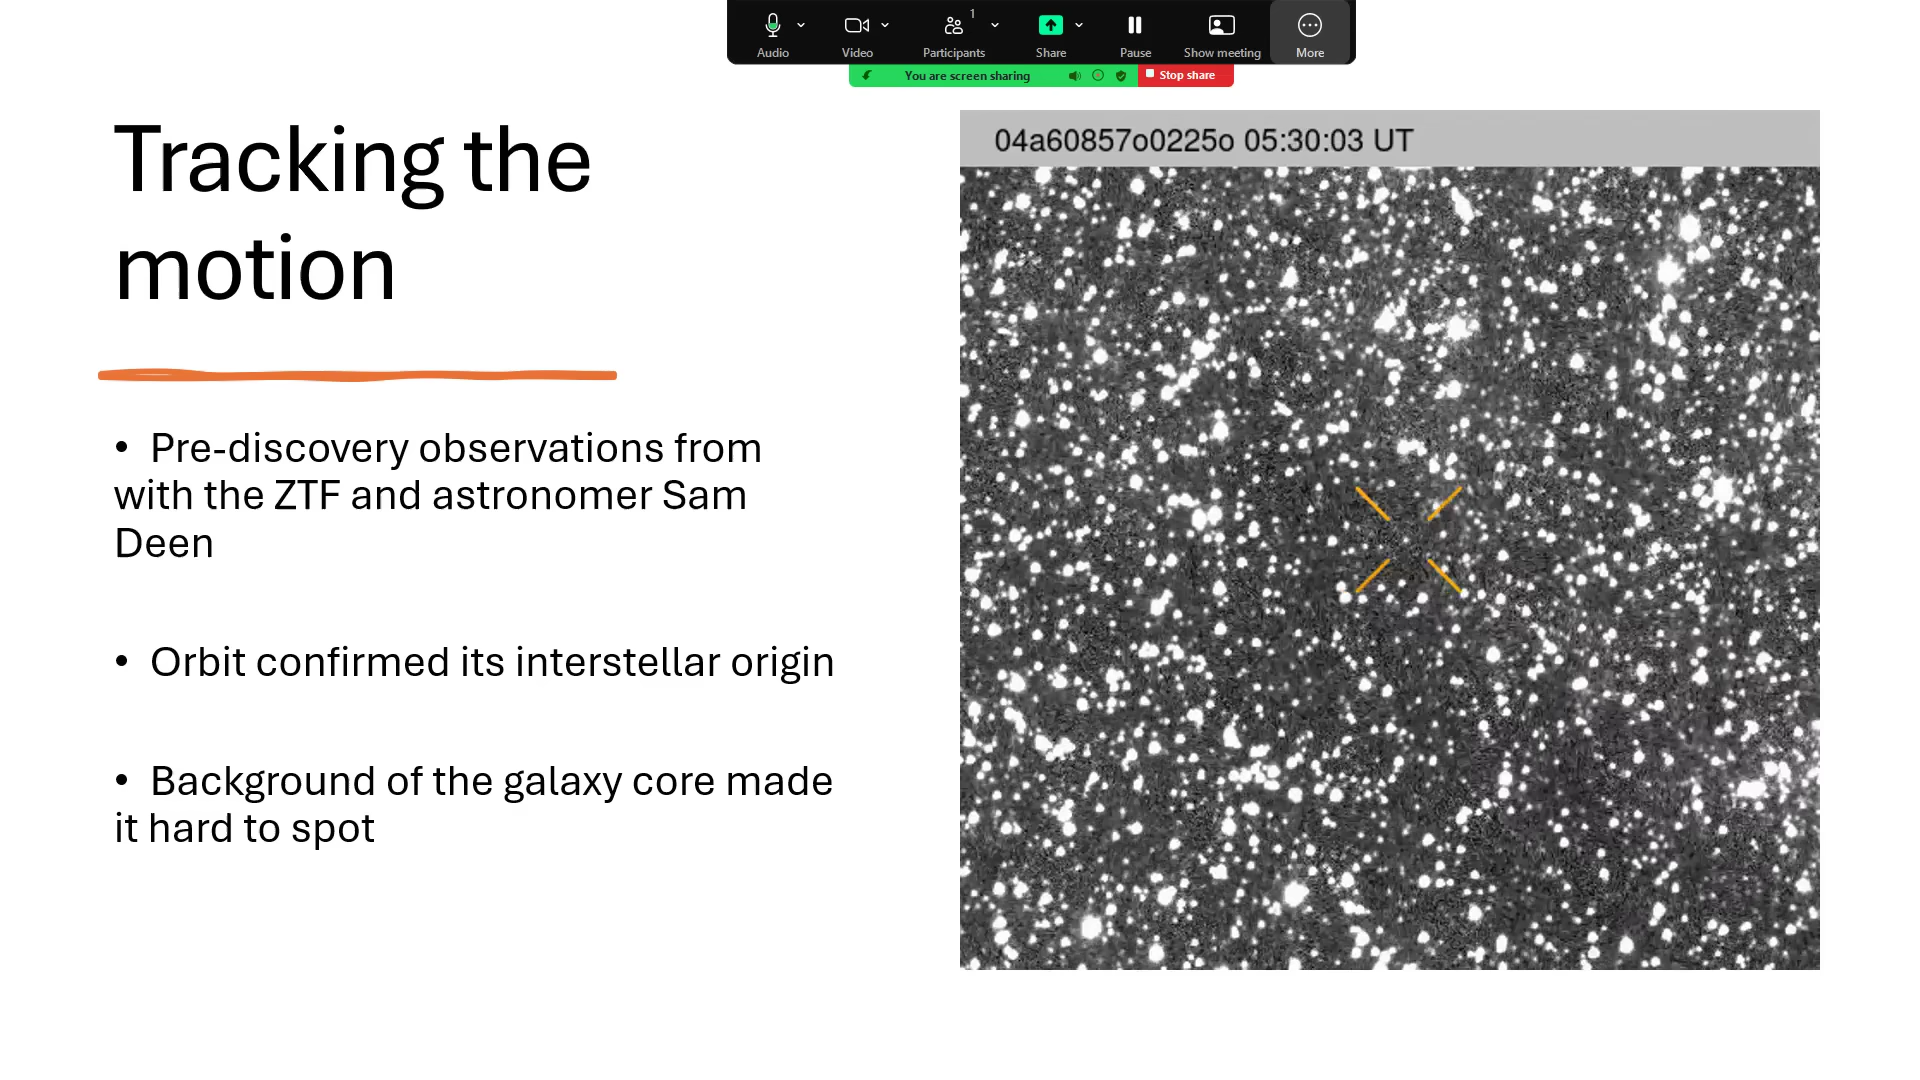 1
Audio
Video
Participants
Share
Pause
Show meeting
More
You are screen sharing
Stop share
Tracking the
motion
04a60857o0225o 05:30:03 UT
• Pre-discovery observations from
with the ZTF and astronomer Sam
Deen
• Orbit confirmed its interstellar origin
• Background of the galaxy core made
it hard to spot